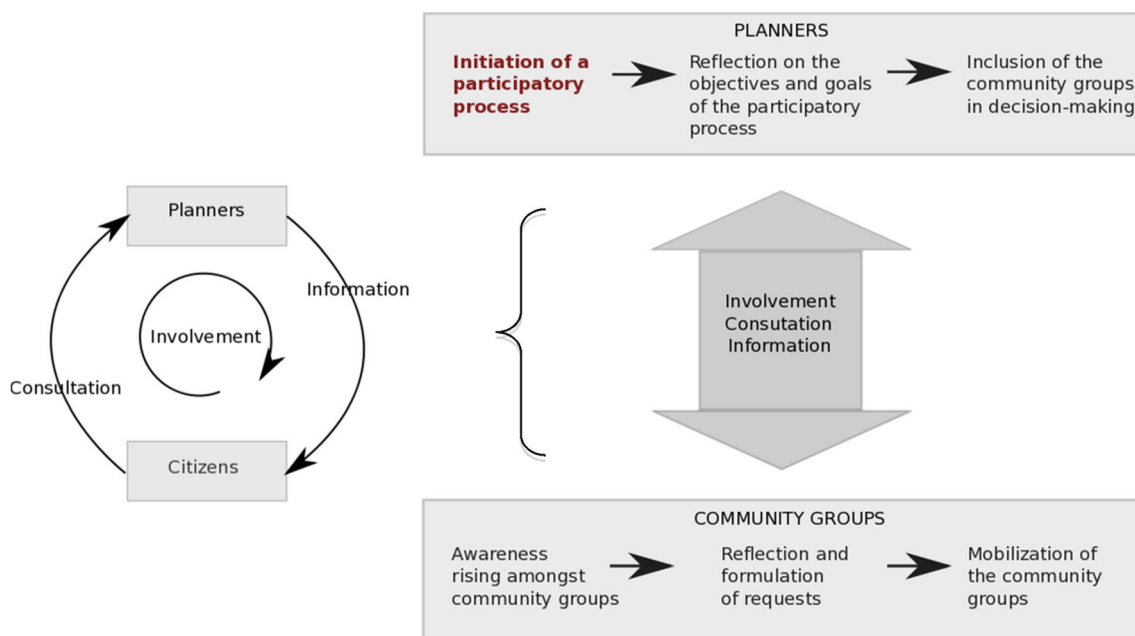 PLANNERS
Initiation of a
participatory
process
Reflection on the
objectives and goals
of the participatory
process
Inclusion of the
community groups
in decision-making
Planners
Information
Involvement
Consultation
Citizens
Involvement
Consutation
Information
COMMUNITY GROUPS
Awareness
rising amongst
community groups
Reflection and
formulation
of requests
Mobilization of
the community
groups